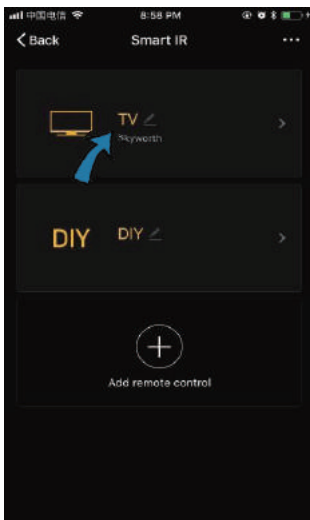 中国电信 8:58 PM
Back Smart IR
TV
Skyworth
DIY DIY
Add remote control